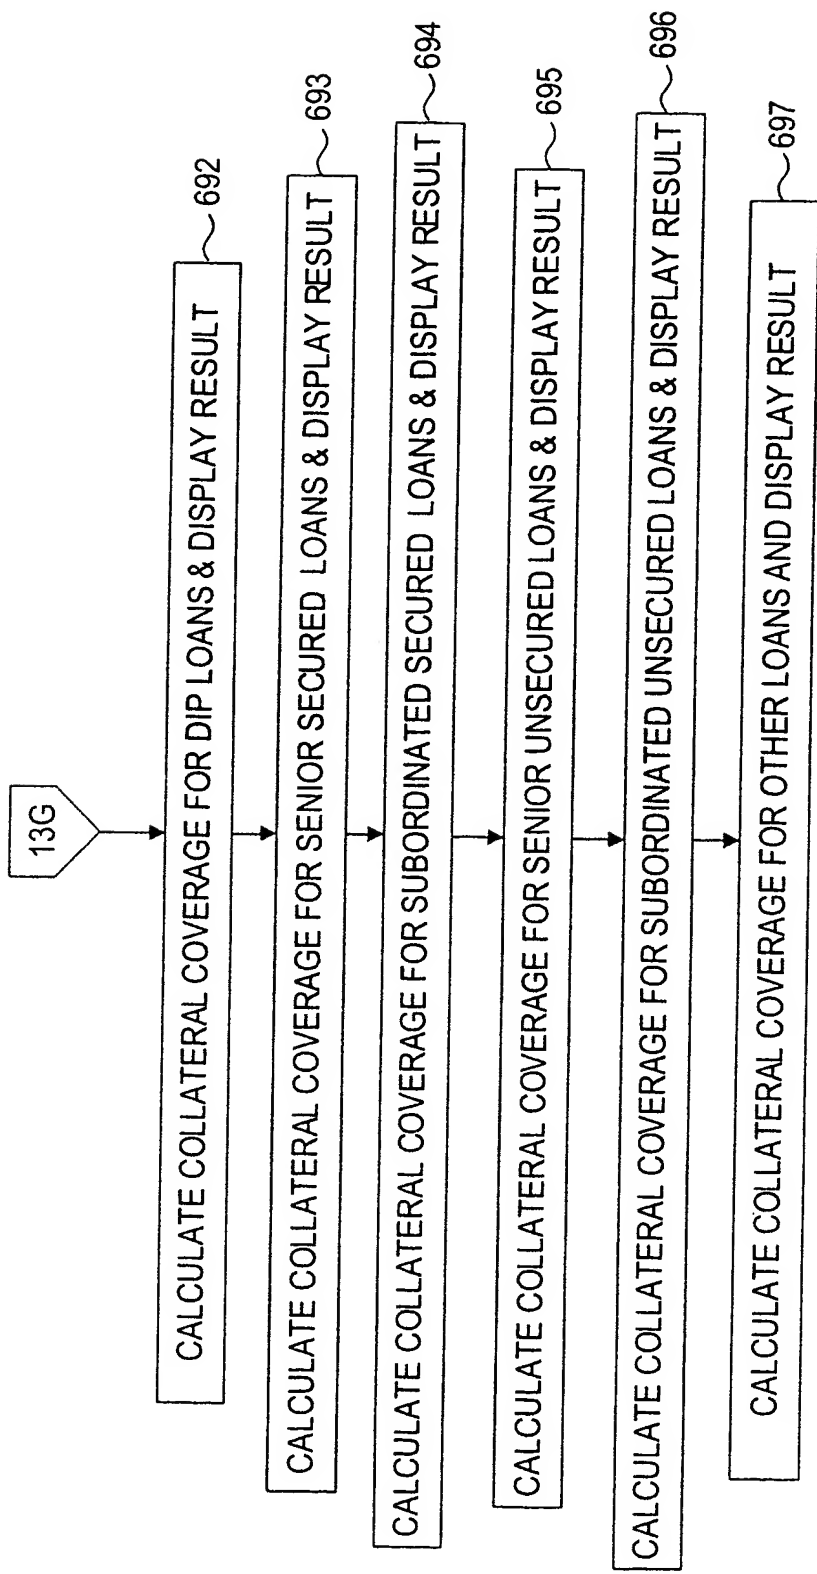 13G
CALCULATE COLLATERAL COVERAGE FOR DIP LOANS & DISPLAY RESULT
692
CALCULATE COLLATERAL COVERAGE FOR SENIOR SECURED LOANS & DISPLAY RESULT
693
CALCULATE COLLATERAL COVERAGE FOR SUBORDINATED SECURED LOANS & DISPLAY RESULT
694
CALCULATE COLLATERAL COVERAGE FOR SENIOR UNSECURED LOANS & DISPLAY RESULT
695
CALCULATE COLLATERAL COVERAGE FOR SUBORDINATED UNSECURED LOANS & DISPLAY RESULT
696
CALCULATE COLLATERAL COVERAGE FOR OTHER LOANS AND DISPLAY RESULT
697